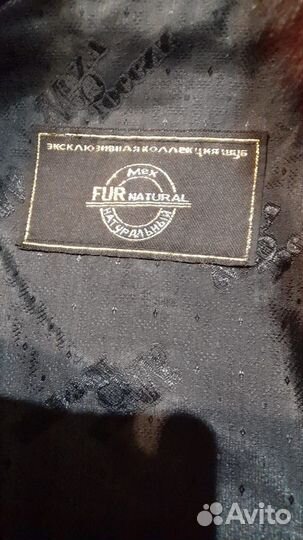 ЭКСКЛЮЗИВНАЯ КОЛЛЕКЦИЯ ШУБ
Мех
FUR NATURAL
НАТУРАЛЬНЫЙ
Avito